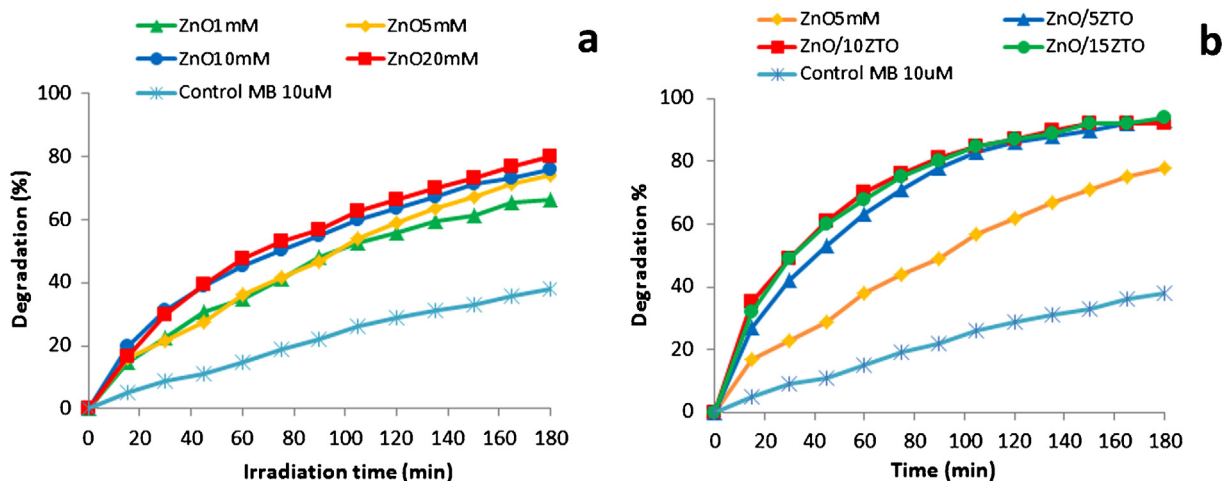 ZnO1mM ZnO5mM
ZnO10mM ZnO20mM
Control MB 10uM
a
Degradation (%)
100
80
60
40
20
0
0 20 40 60 80 100 120 140 160 180
Irradiation time (min)
ZnO5mM ZnO/5ZTO
ZnO/10ZTO ZnO/15ZTO
Control MB 10uM
b
Degradation %
100
80
60
40
20
0
0 20 40 60 80 100 120 140 160 180
Time (min)